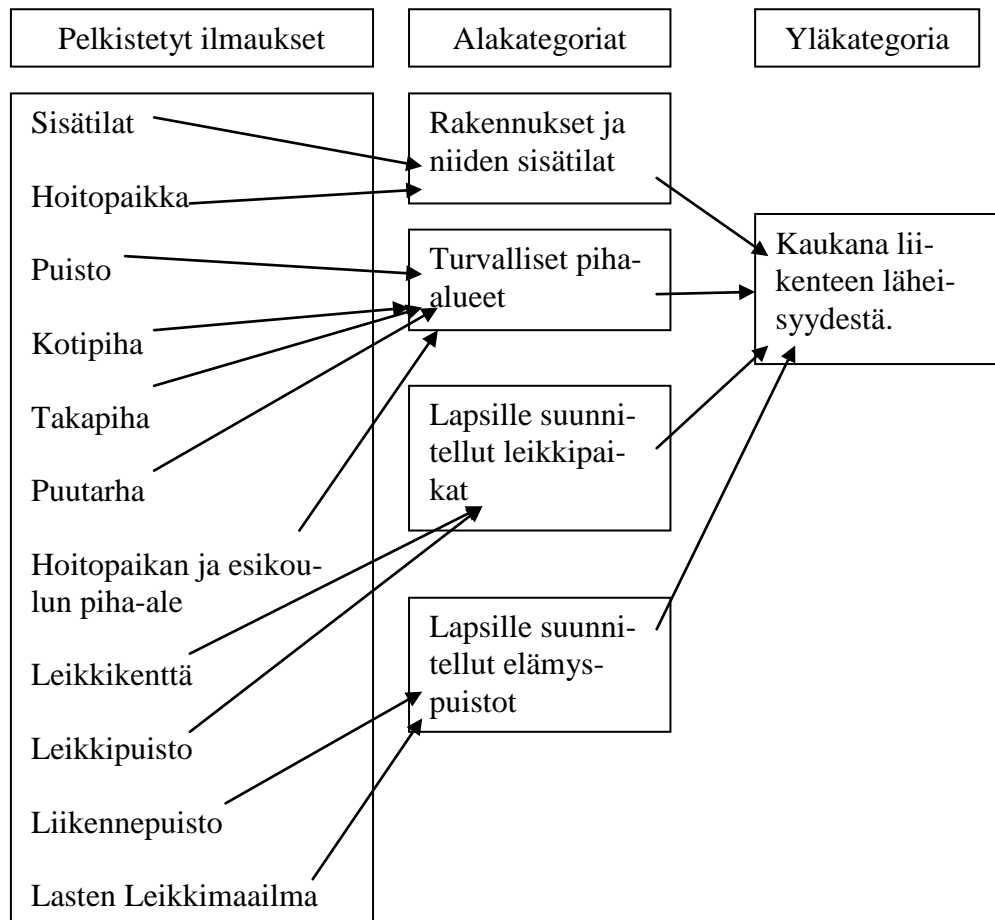 Pelkistetyt ilmaukset
Alakategoriat
Yläkategoria
Sisätilat
Hoitopaikka
Puisto
Kotipiha
Takapiha
Puutarha
Hoitopaikan ja esikou-
lun piha-ale
Leikkikenttä
Leikkipuisto
Liikennepuisto
Lasten Leikkimaailma
Rakennukset ja
niiden sisätilat
Turvalliset piha-
alueet
Lapsille suunni-
tellut leikkipai-
kat
Lapsille suunni-
tellut elämys-
puistot
Kaukana lii-
kenteen lähei-
syydestä.